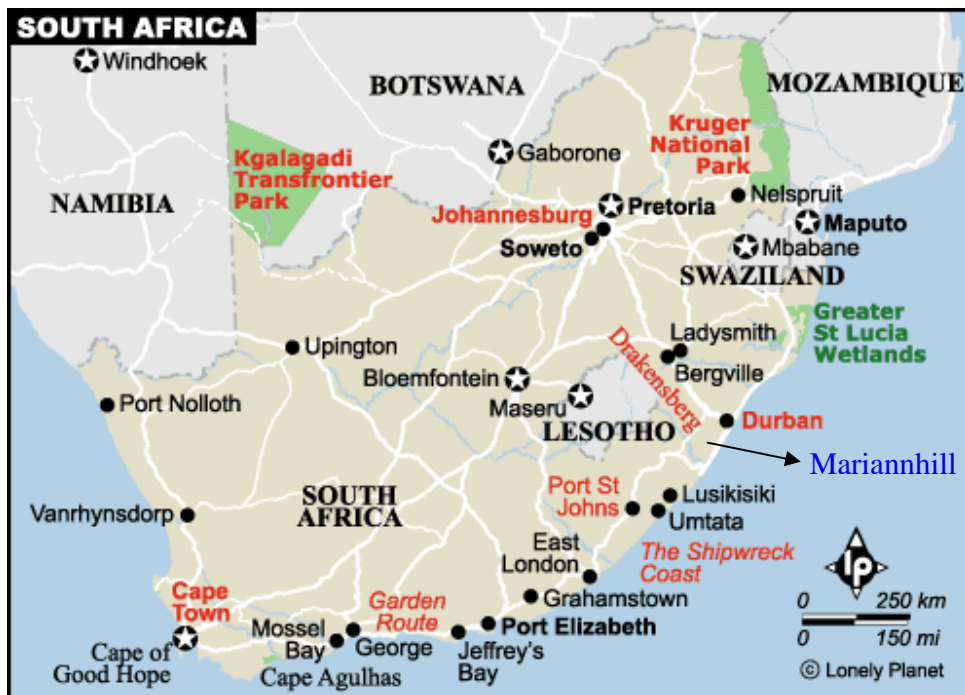 SOUTH AFRICA
Windhoek
BOTSWANA
MOZAMBIQUE
Kgalagadi
Transfrontier
Park
Gaborone
Kruger
National
Park
NAMIBIA
Nelspruit
Johannesburg
Pretoria
Soweto
Maputo
Mbabane
SWAZILAND
Greater
St Lucia
Wetlands
Upington
Ladysmith
Bergville
Drakensberg
Bloemfontein
Maseru
LESOTHO
Port Nolloth
Durban
Mariannhill
SOUTH
AFRICA
Port St
Johns
Lusikisiki
Umtata
Vanrhynsdorp
East
London
The Shipwreck
Coast
Grahamstown
Cape
Town
Garden
Route
Port Elizabeth
Mossel
Bay
George
Jeffrey's
Bay
Cape of
Good Hope
Cape Agulhas
lp
0 250 km
0 150 mi
© Lonely Planet